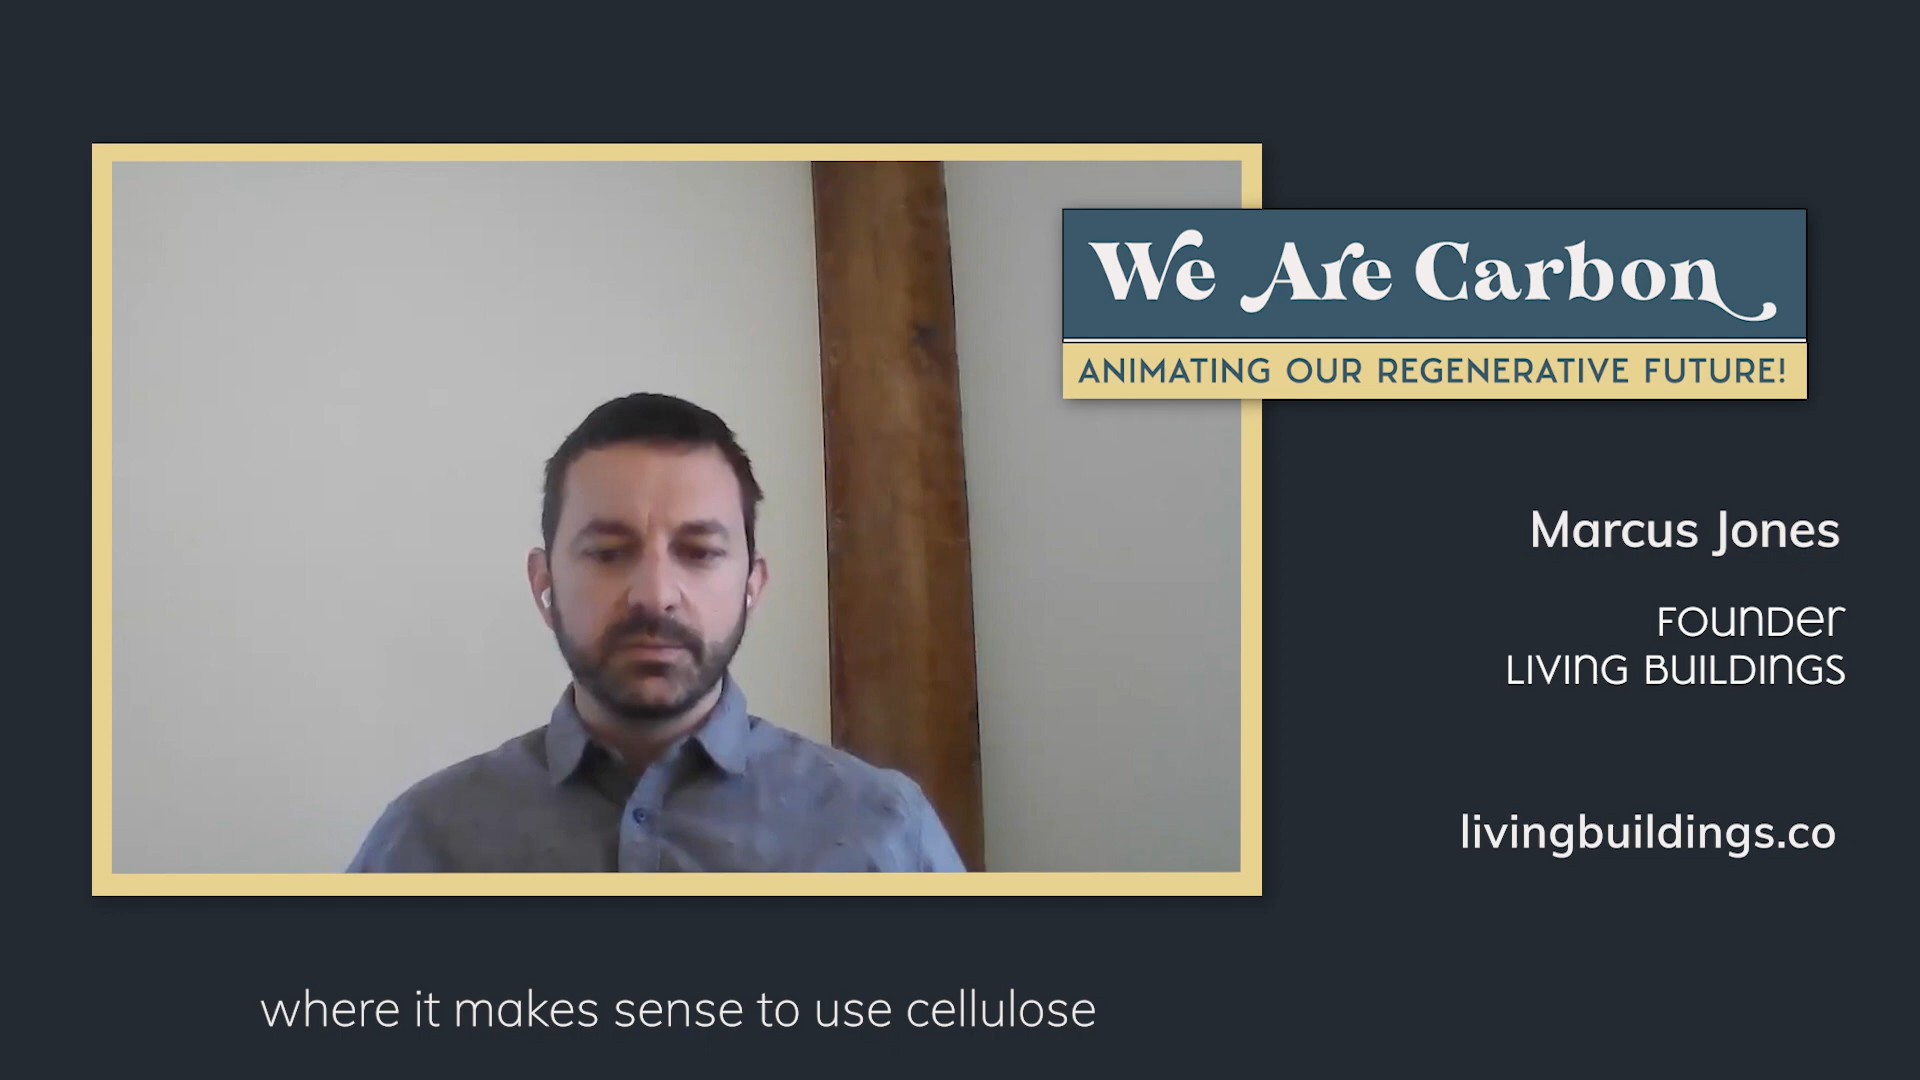 We Are Carbon
ANIMATING OUR REGENERATIVE FUTURE!
Marcus Jones
FOUNDER
LIVING BUILDINGS
livingbuildings.co
where it makes sense to use cellulose